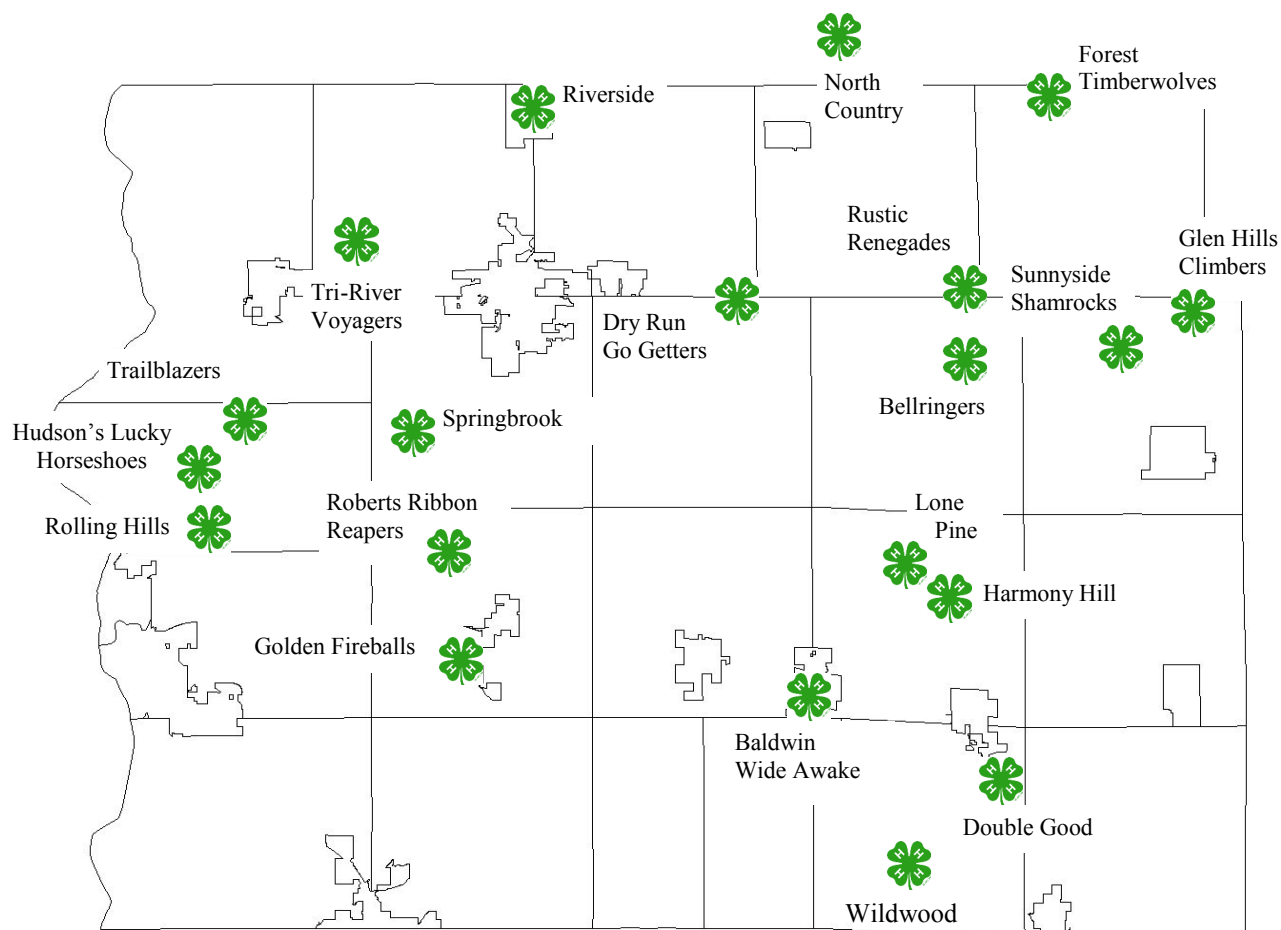 North
Country
Forest
Timberwolves
Riverside
Rustic
Renegades
Glen Hills
Climbers
Sunnyside
Shamrocks
Tri-River
Voyagers
Dry Run
Go Getters
Trailblazers
Bellringers
Springbrook
Hudson’s Lucky
Horseshoes
Rolling Hills
Roberts Ribbon
Reapers
Lone
Pine
Harmony Hill
Golden Fireballs
Baldwin
Wide Awake
Double Good
Wildwood